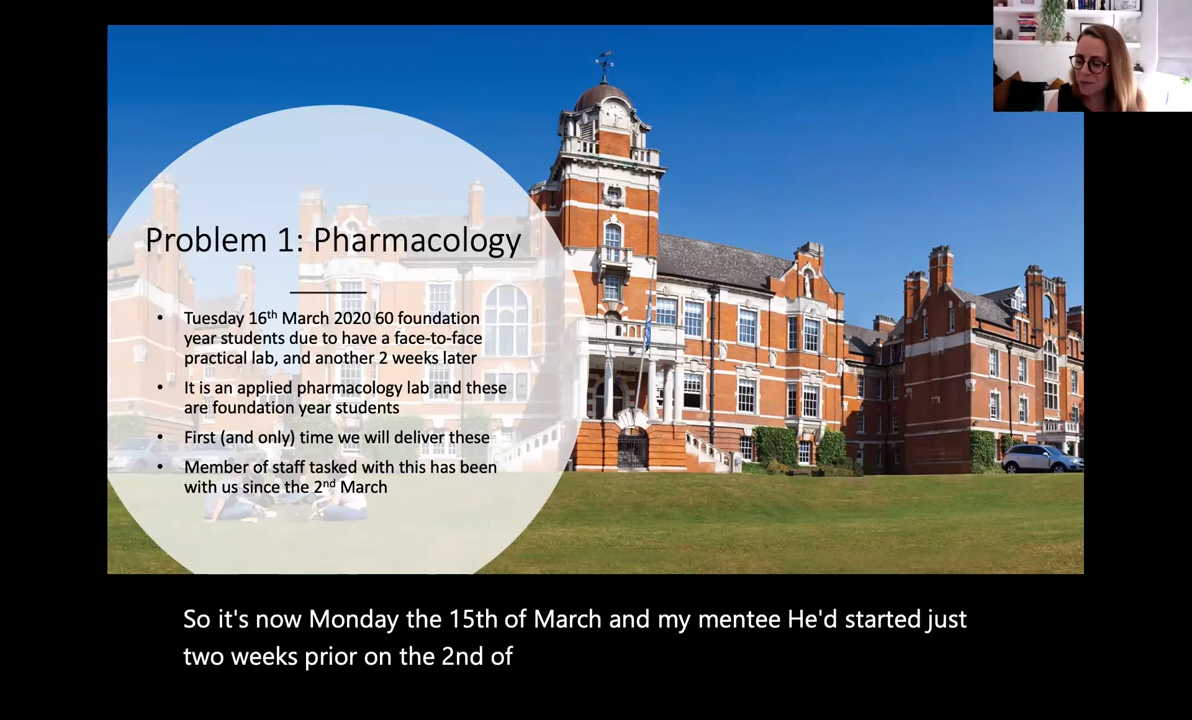 Problem 1: Pharmacology
• Tuesday 16th March 2020 60 foundation
year students due to have a face-to-face
practical lab, and another 2 weeks later
• It is an applied pharmacology lab and these
are foundation year students
• First (and only) time we will deliver these
• Member of staff tasked with this has been
with us since the 2nd March
So it's now Monday the 15th of March and my mentee He'd started just
two weeks prior on the 2nd of